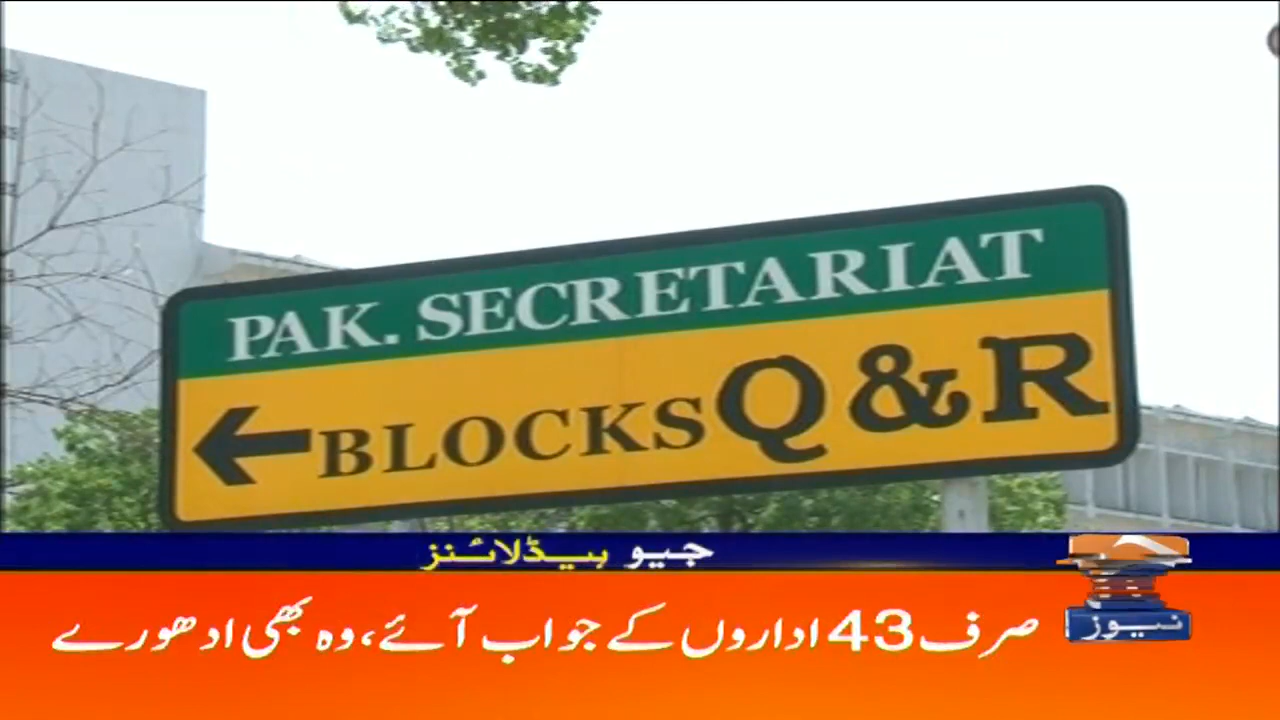 PAK. SECRETARIAT
← BLOCKS Q & R
جیو ہیڈلائنز
صرف 43 اداروں کے جواب آئے، وہ بھی ادھورے
نیوز